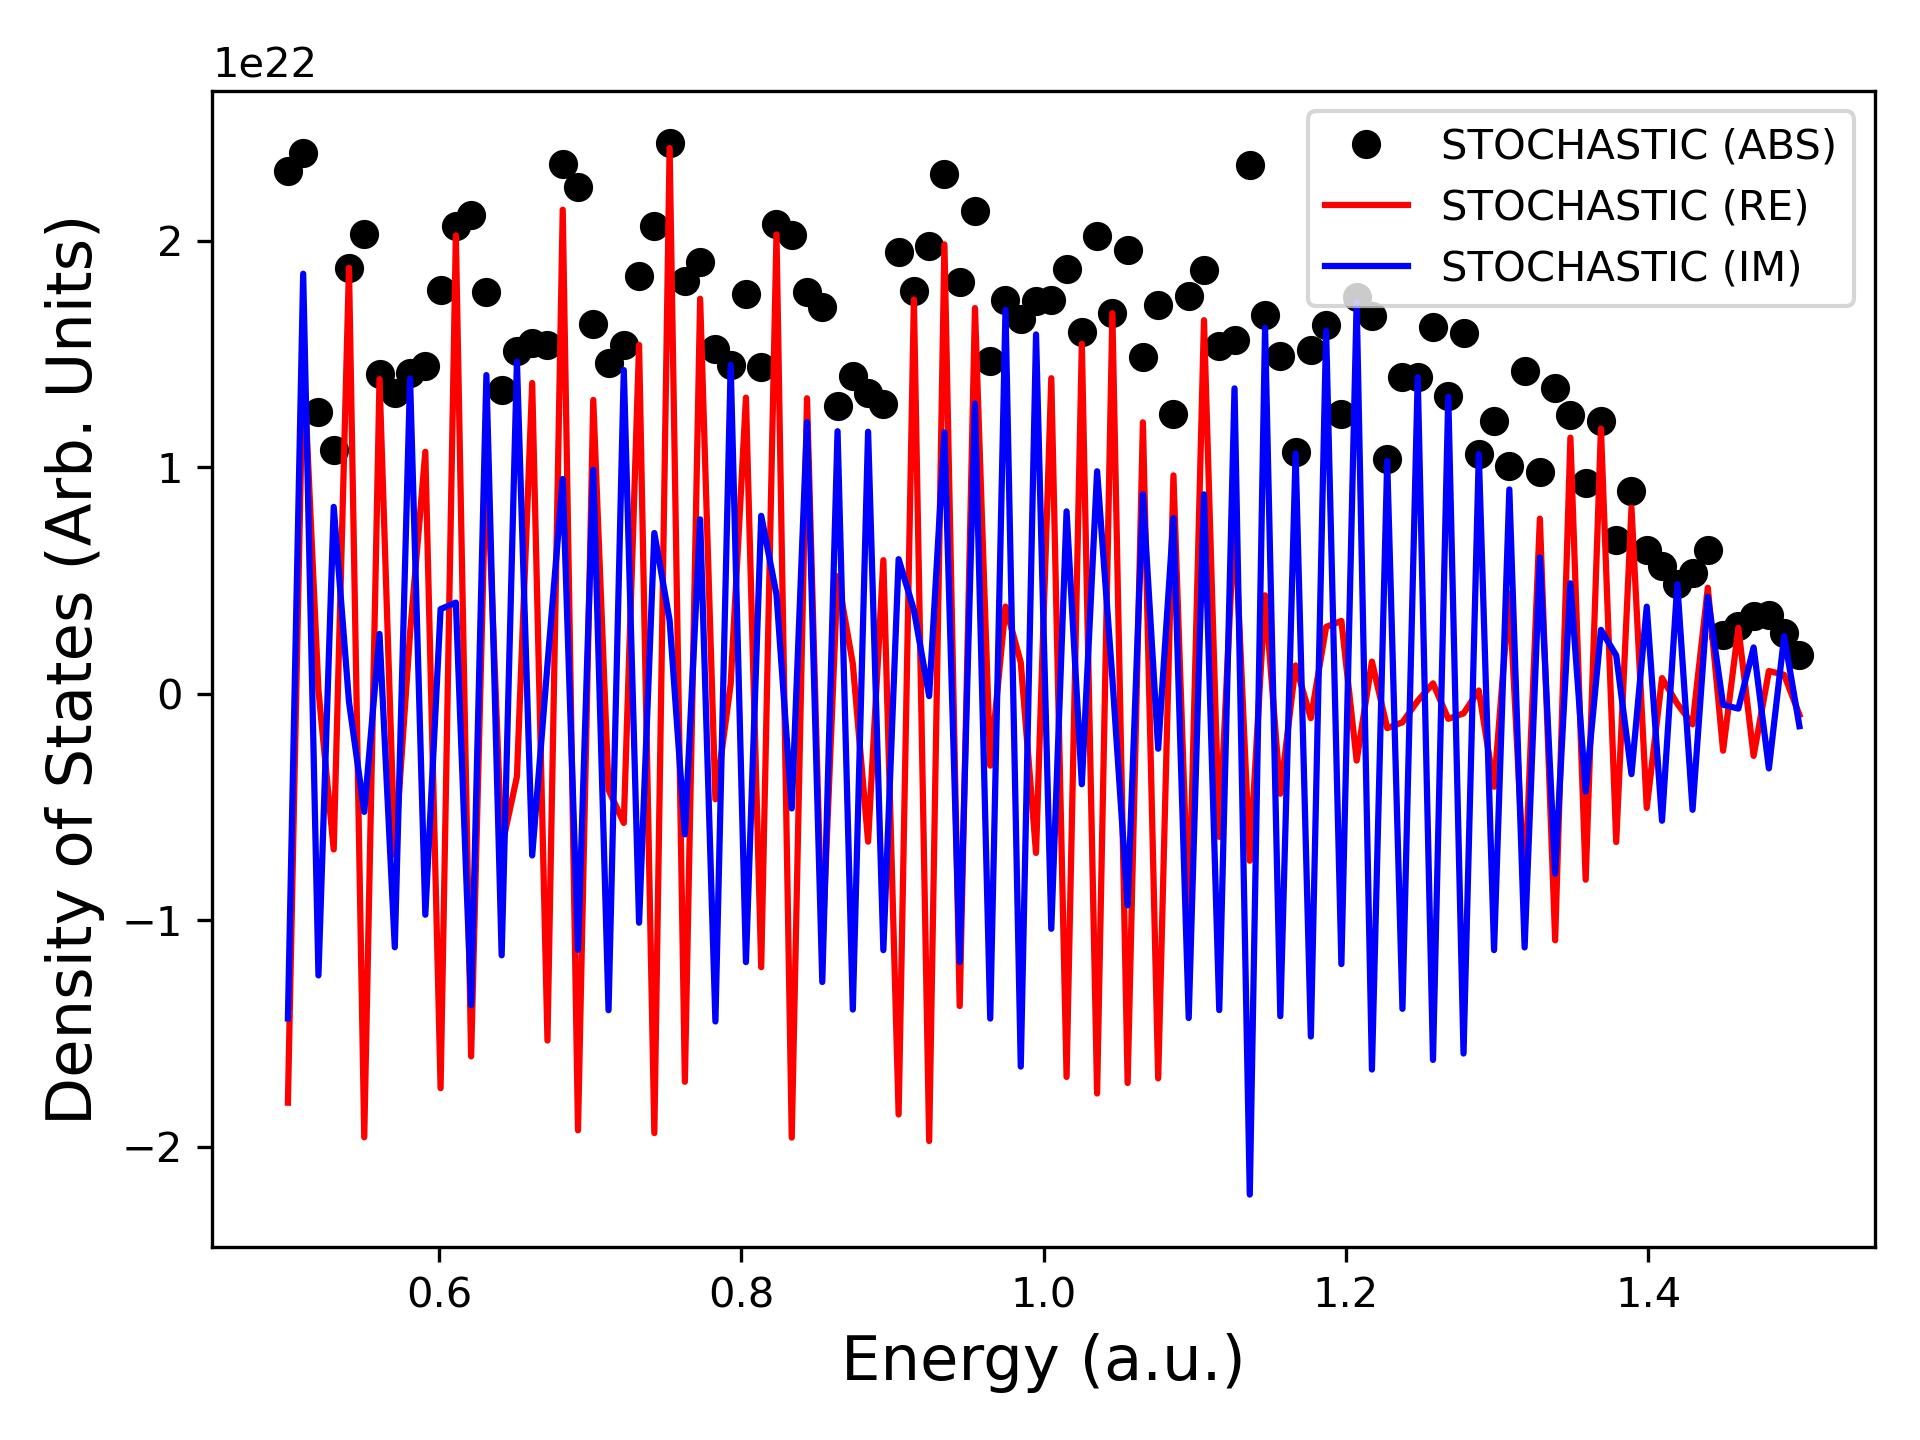 1e22
STOCHASTIC (ABS)
STOCHASTIC (RE)
STOCHASTIC (IM)
Density of States (Arb. Units)
2
1
0
−1
−2
0.6
0.8
1.0
1.2
1.4
Energy (a.u.)